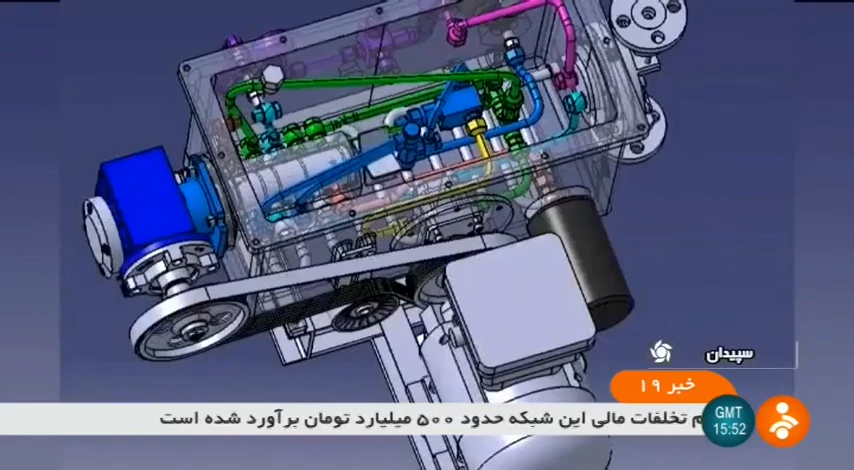 سپیدان
خبر ۱۹
تخلفات مالی این شبکه حدود ۵۰۰ میلیارد تومان برآورد شده است
GMT
15:52